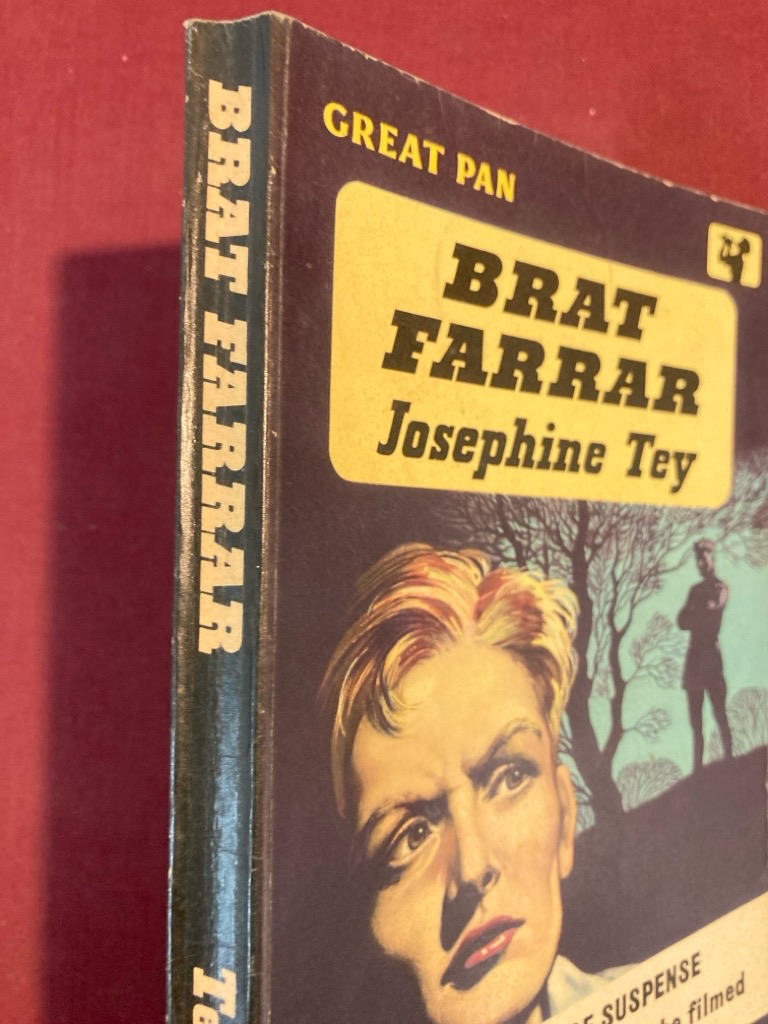 BRAT FARRAR
GREAT PAN
BRAT
FARRAR
Josephine Tey
SUSPENSE
filmed